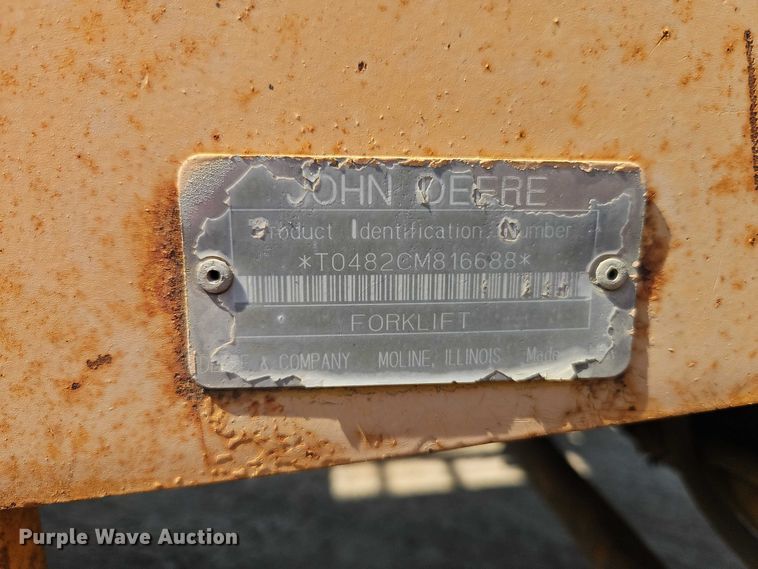 JOHN DEERE
Product Identification Number
*T0482CM816688*
FORKLIFT
DEERE & COMPANY MOLINE, ILLINOIS Made
Purple Wave Auction